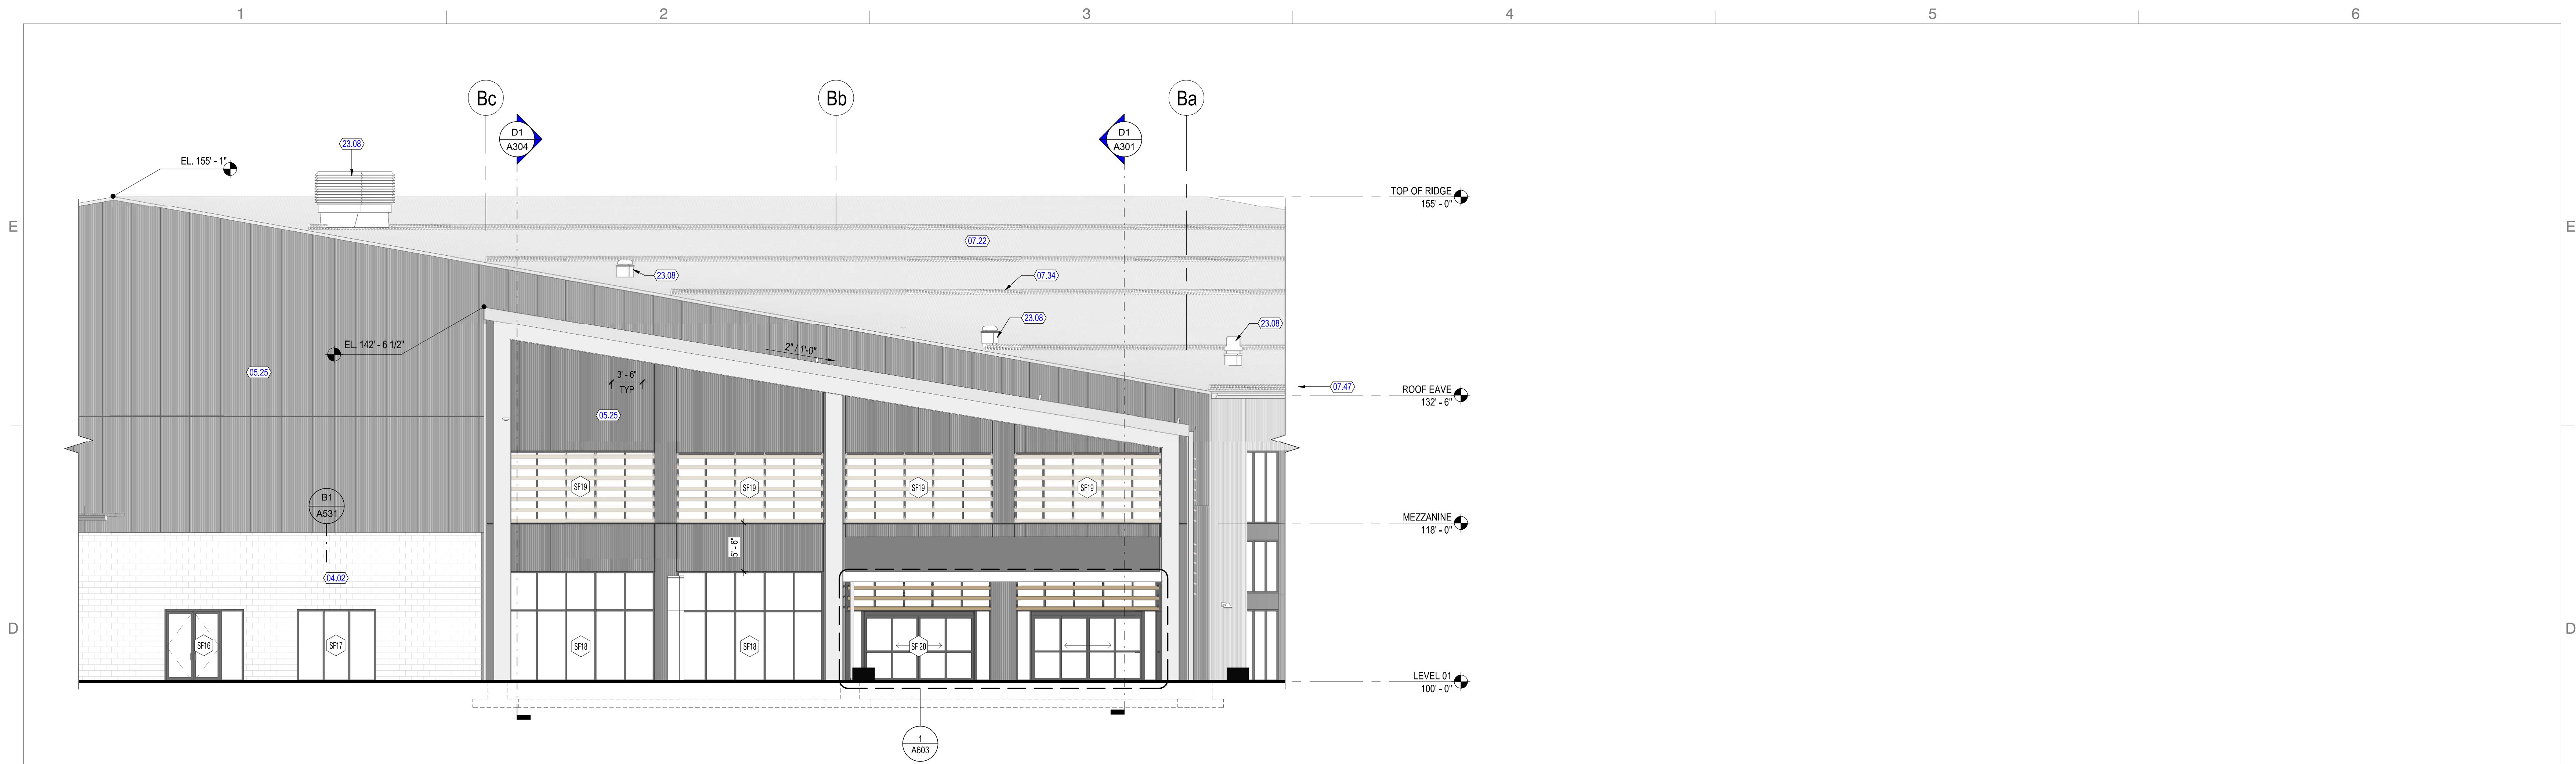 1 2 3 4 5 6
Bc Bb Ba
D1
A304
D1
A301
23.08
EL. 155' - 1"
TOP OF RIDGE
155' - 0"
E E
07.22
23.08
07.34
23.08
23.08
EL. 142' - 6 1/2"
2" / 1'-0"
05.25
3' - 6"
TYP
07.47
ROOF EAVE
132' - 6"
05.25
SF19 SF19 SF19 SF19
B1
A531
MEZZANINE
118' - 0"
5' - 6"
04.02
D D
SF16 SF17 SF18 SF18 SF 20
LEVEL 01
100' - 0"
1
A603